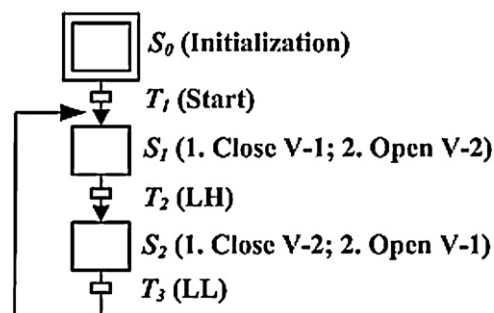 S0 (Initialization)
T1 (Start)
S1 (1. Close V-1; 2. Open V-2)
T2 (LH)
S2 (1. Close V-2; 2. Open V-1)
T3 (LL)